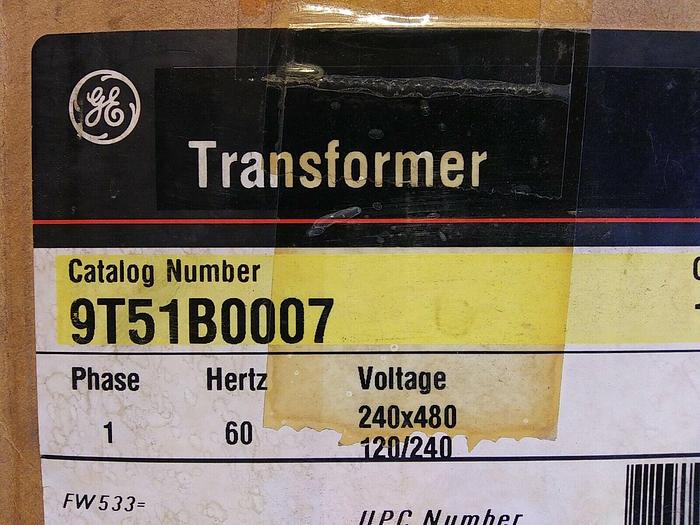 GE
Transformer
Catalog Number
9T51B0007
Phase Hertz Voltage
1 60 240x480
120/240
FW533=
UPC Number